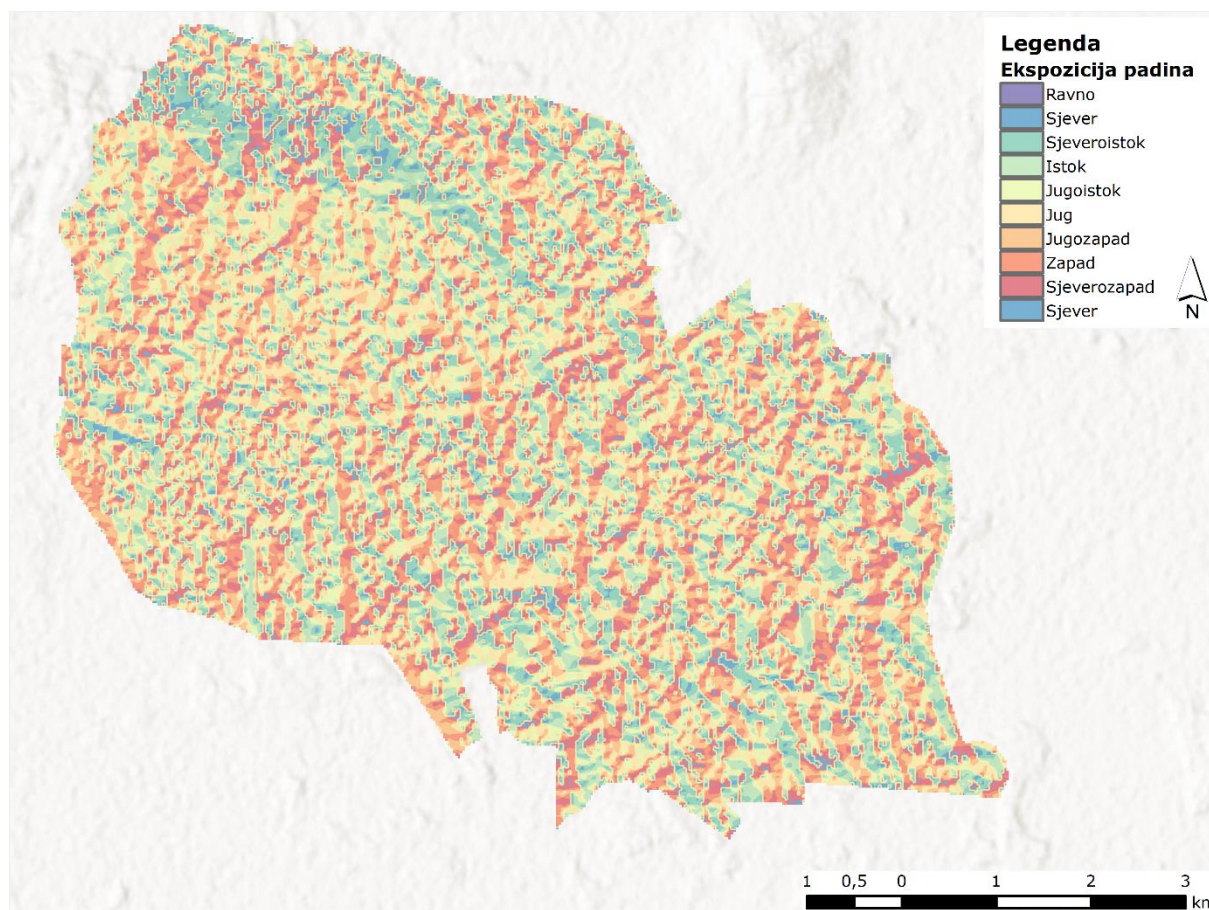 Legenda
Ekspozicija padina
Ravno
Sjever
Sjeveroistok
Istok
Jugoistok
Jug
Jugozapad
Zapad
Sjeverozapad
Sjever
N
1 0,5 0 1 2 3
km